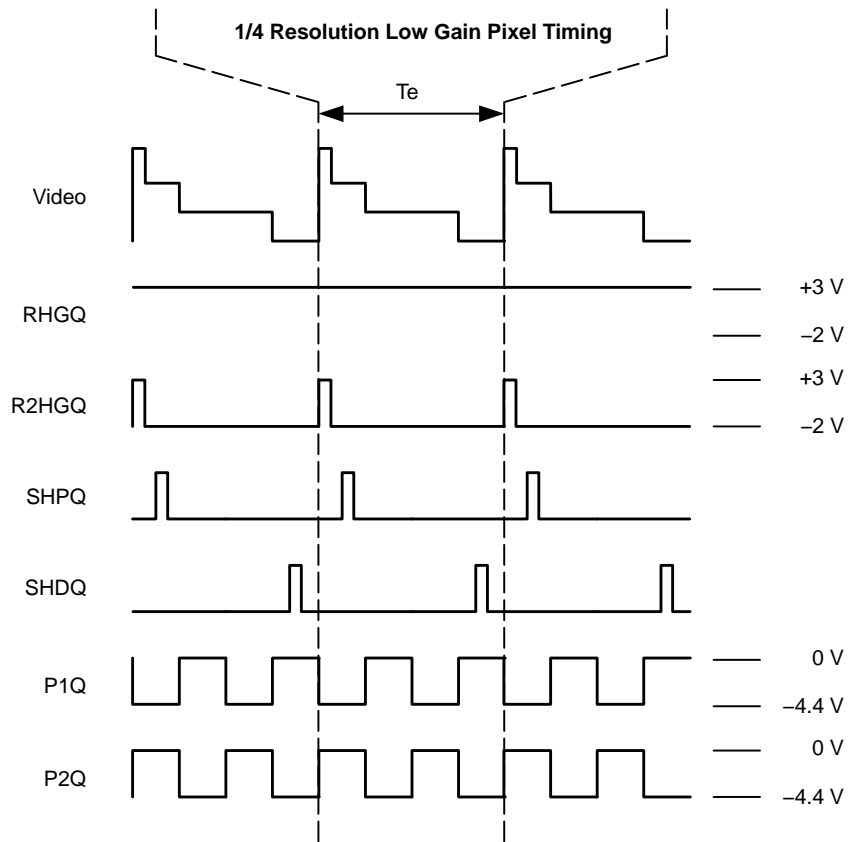 1/4 Resolution Low Gain Pixel Timing
Te
Video
RHGQ
+3 V
–2 V
R2HGQ
+3 V
–2 V
SHPQ
SHDQ
P1Q
0 V
–4.4 V
P2Q
0 V
–4.4 V